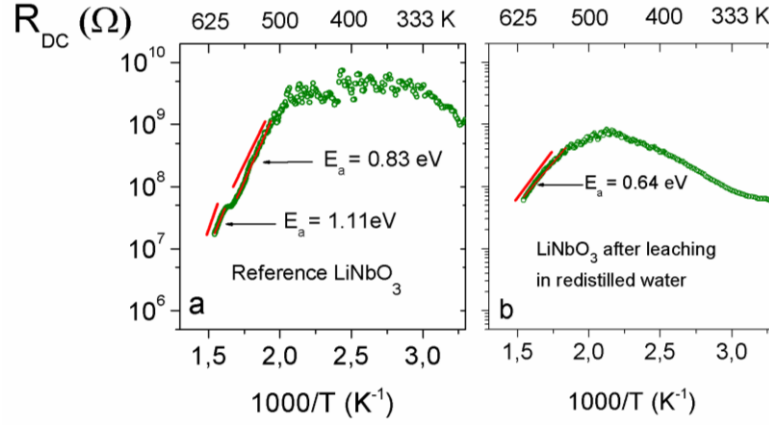 R_DC (Ω)
625 500 400 333 K
625 500 400 333 K
10^10
10^9
10^8
10^7
10^6
E_a = 0.83 eV
E_a = 1.11eV
Reference LiNbO_3
a
E_a = 0.64 eV
LiNbO_3 after leaching
in redistilled water
b
1,5 2,0 2,5 3,0
1,5 2,0 2,5 3,0
1000/T (K^-1)
1000/T (K^-1)